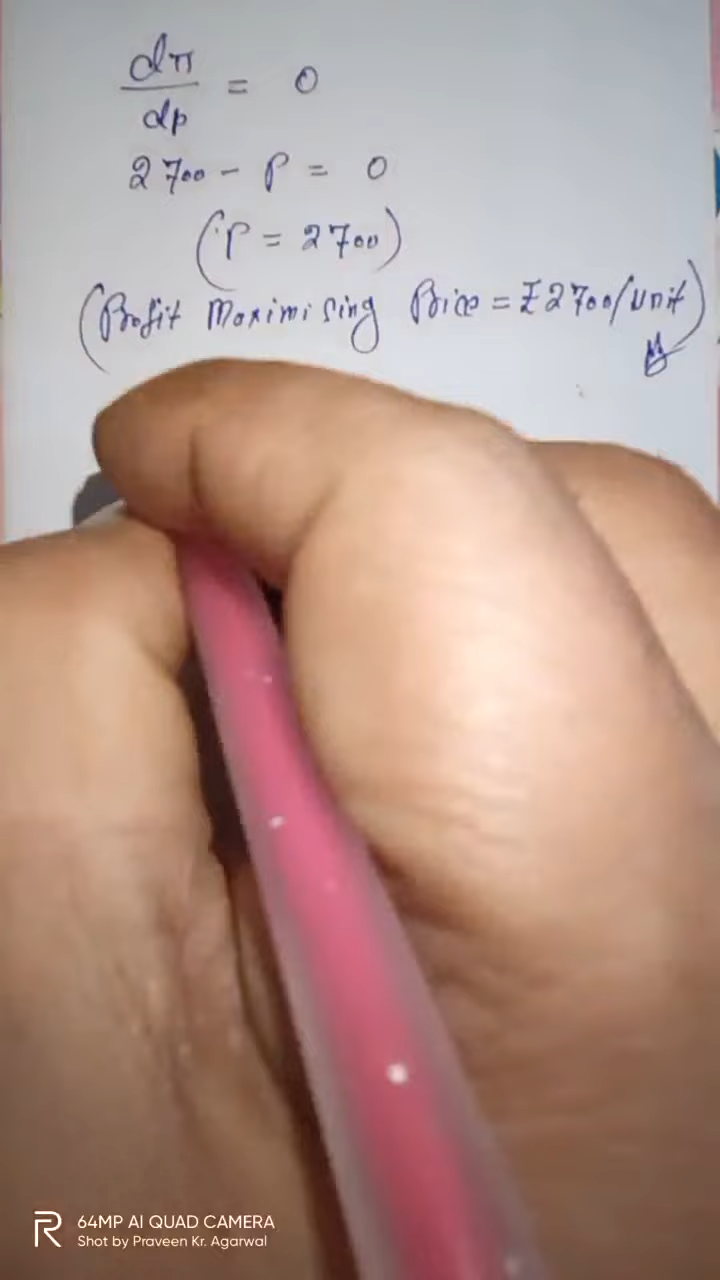 dπ
dp = 0
2700 - P = 0
(P = 2700)
(Profit Maximising Price = ₹2700/Unit)
R 64MP AI QUAD CAMERA
Shot by Praveen Kr. Agarwal